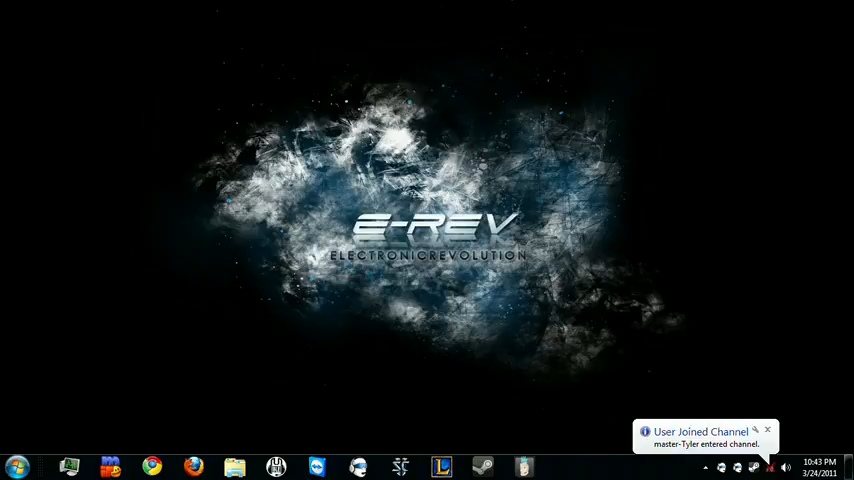 E-REV
ELECTRONICREVOLUTION
User Joined Channel
master-Tyler entered channel.
10:43 PM
3/24/2011